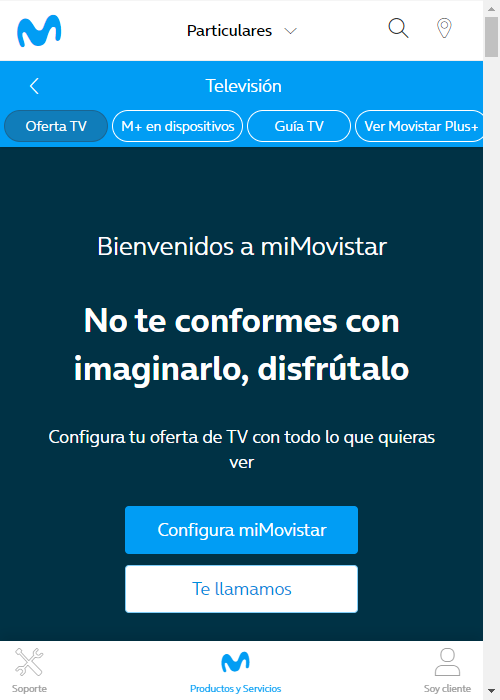 Particulares
Televisión
Oferta TV
M+ en dispositivos
Guía TV
Ver Movistar Plus+
Bienvenidos a miMovistar
No te conformes con
imaginarlo, disfrútalo
Configura tu oferta de TV con todo lo que quieras
ver
Configura miMovistar
Te llamamos
Soporte
Productos y Servicios
Soy cliente